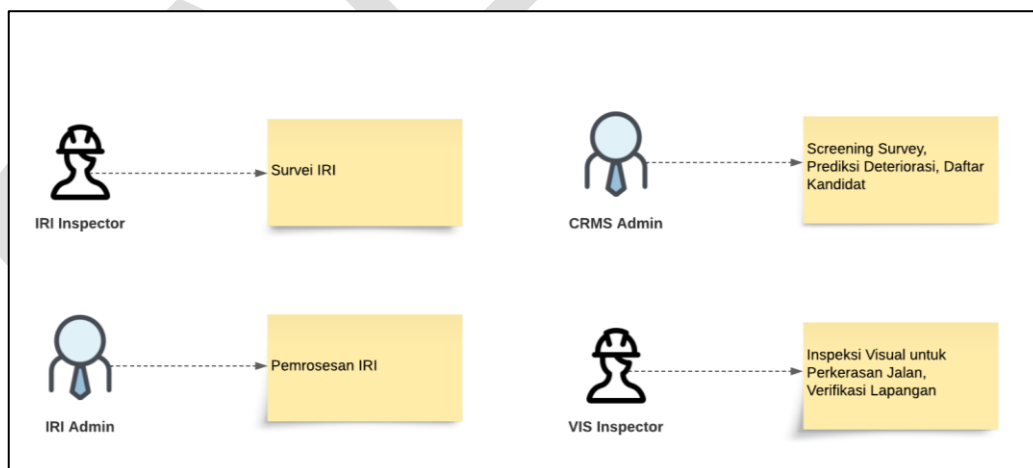 Survei IRI
IRI Inspector
Screening Survey,
Prediksi Deteriorasi, Daftar
Kandidat
CRMS Admin
Pemrosesan IRI
IRI Admin
Inspeksi Visual untuk
Perkerasan Jalan,
Verifikasi Lapangan
VIS Inspector